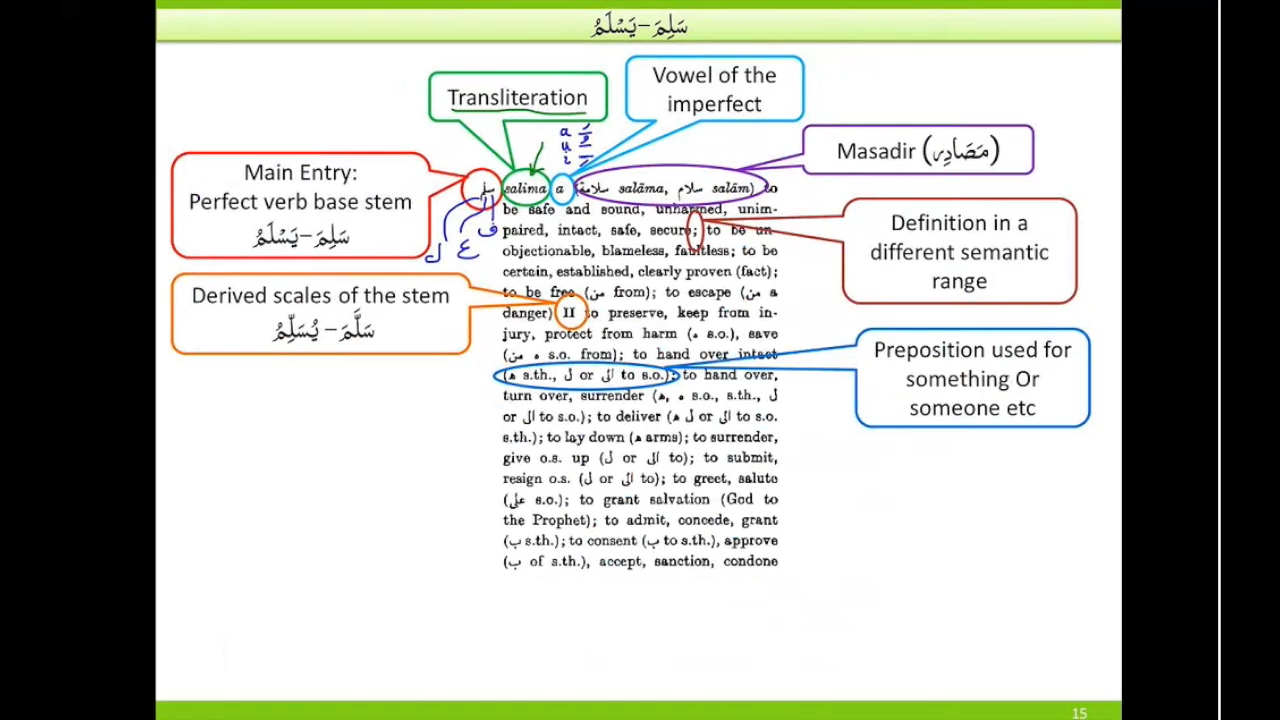 سَلِمَ – يَسْلَمُ
Transliteration
Vowel of the
imperfect
Masadir (مَصَادِر)
Main Entry:
Perfect verb base stem
سَلِمَ – يَسْلَمُ
Definition in a
different semantic
range
Derived scales of the stem
سَلَّمَ – يُسَلِّمُ
Preposition used for
something Or
someone etc
a
u
i
ف
ع
ل
سلم salima a (سلامة salāma, سلام salām) to
be safe and sound, unharmed, unim-
paired, intact, safe, secure; to be un-
objectionable, blameless, faultless; to be
certain, established, clearly proven (fact);
to be free (من from); to escape (من a
danger) II to preserve, keep from in-
jury, protect from harm (ه s.o.), save
(من ه s.o. from); to hand over intact
(ه s.th., ل or الى to s.o.); to hand over,
turn over, surrender (ه, ه s.o., s.th., ل
or الى to s.o.); to deliver (ه ل or الى to s.o.
s.th.); to lay down (ه arms); to surrender,
give o.s. up (ل or الى to); to submit,
resign o.s. (ل or الى to); to greet, salute
(على s.o.); to grant salvation (God to
the Prophet); to admit, concede, grant
(ب s.th.); to consent (ب to s.th.), approve
(ب of s.th.), accept, sanction, condone
15